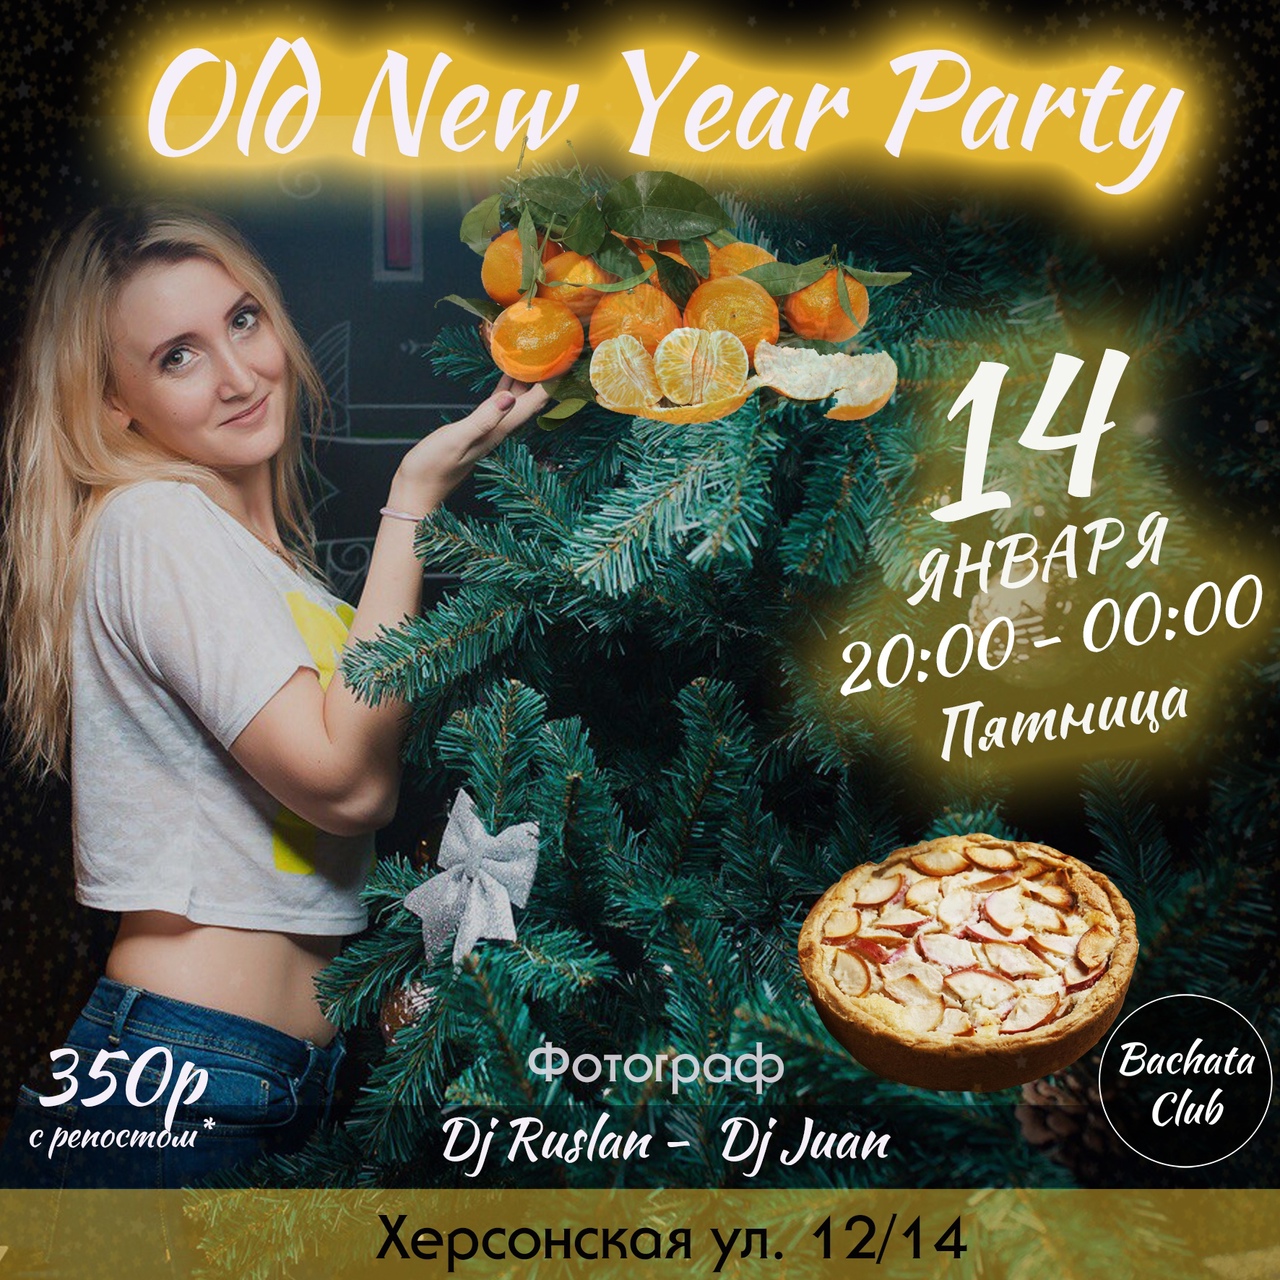 Old New Year Party
14
ЯНВАРЯ
20:00 - 00:00
Пятница
350р
с репостом*
Фотограф
Dj Ruslan - Dj Juan
Bachata
Club
Херсонская ул. 12/14